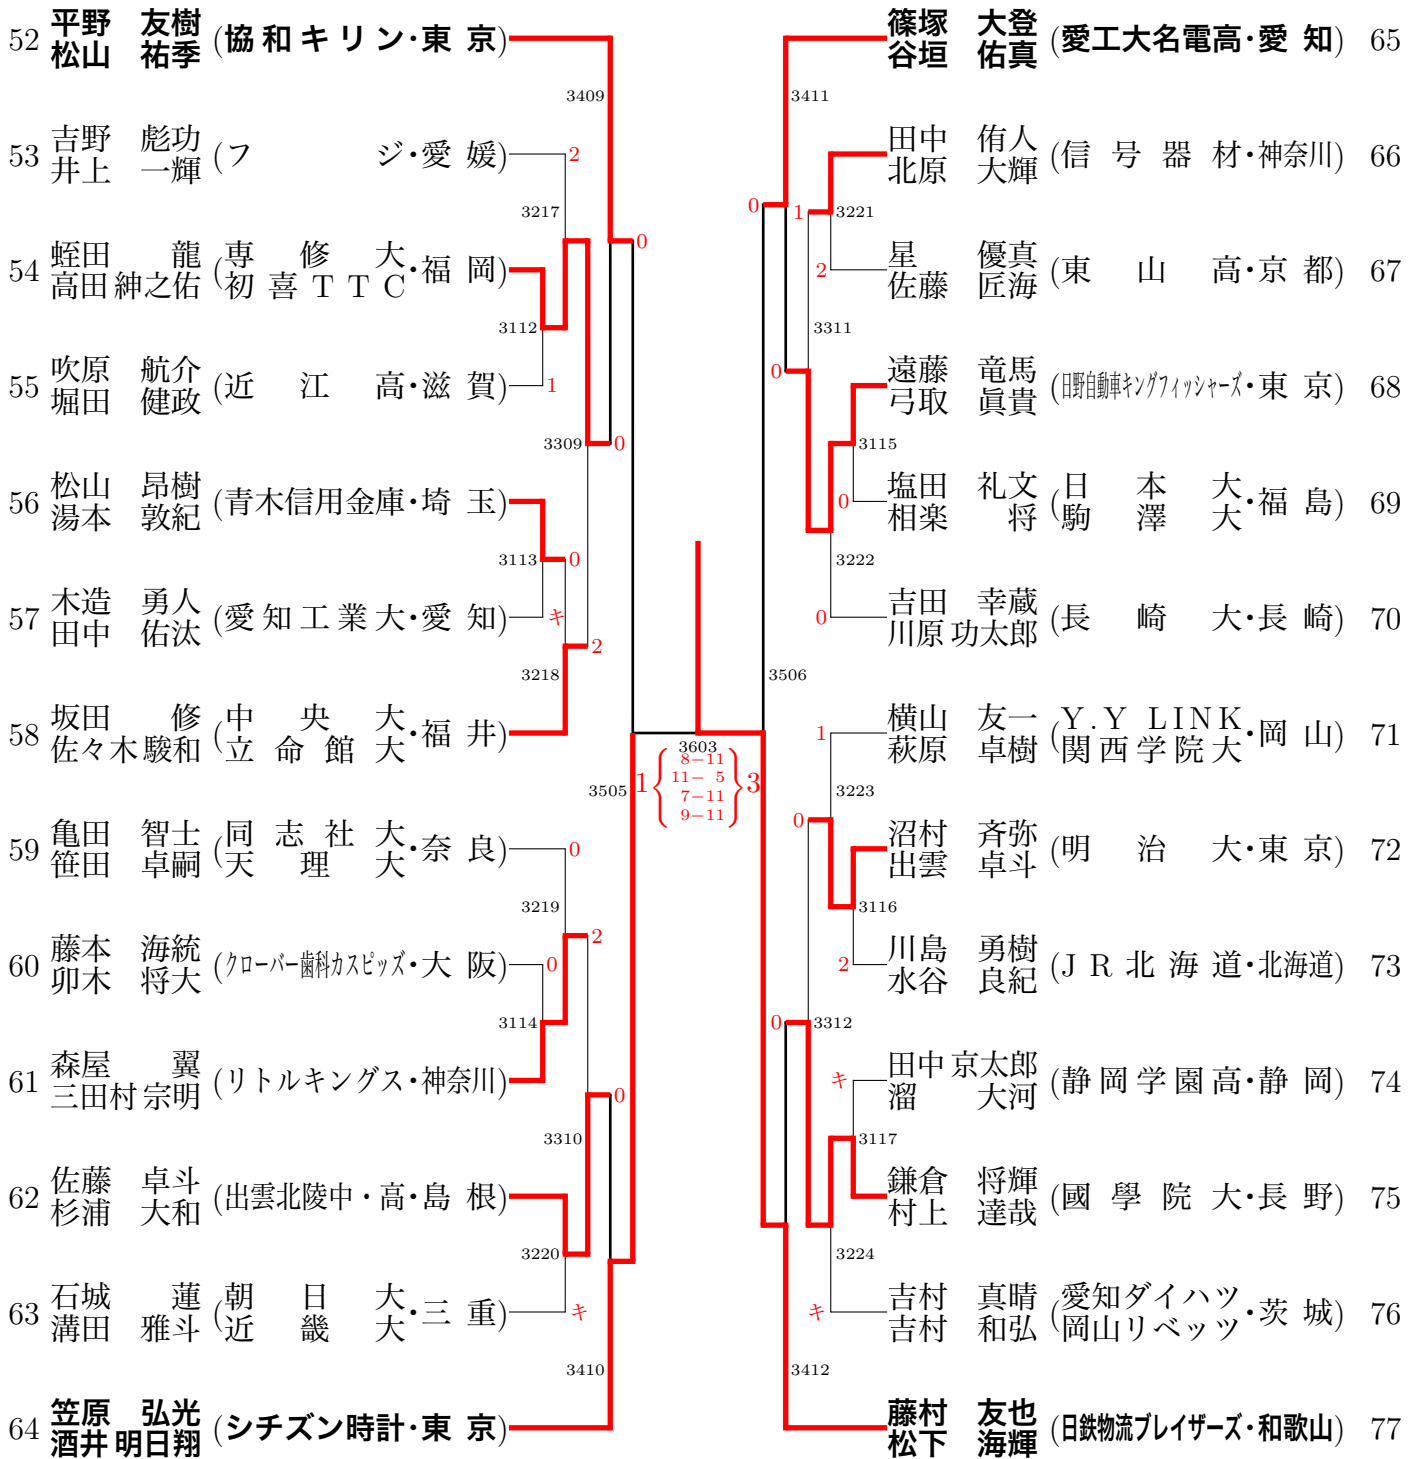 52 平野 友樹 (協和キリン・東 京)
松山 祐季
3409
53 吉野 彪功 (フ ジ・愛 媛) 2
井上 一輝
3217
54 蛭田 龍 (専 修 大・福 岡)
高田紳之佑 初喜TTC
0
3112
55 吹原 航介 (近 江 高・滋 賀) 1
堀田 健政
3309 0
56 松山 昂樹 (青木信用金庫・埼 玉)
湯本 敦紀
3113 0
57 木造 勇人 (愛知工業大・愛 知) キ
田中 佑汰
3218 2
58 坂田 修 (中 央 大・福 井)
佐々木駿和 立命館大
3505
59 亀田 智士 (同志社大・奈 良) 0
笹田 卓嗣 天 理 大
3219
2
60 藤本 海統 (クローバー歯科カスピッズ・大 阪) 0
卯木 将大
3114
61 森屋 翼 (リトルキングス・神奈川)
三田村宗明
0
3310
62 佐藤 卓斗 (出雲北陵中・高・島 根)
杉浦 大和
3220
63 石城 蓮 (朝 日 大・三 重) キ
溝田 雅斗 近 畿 大
3410
64 笠原 弘光 (シチズン時計・東 京)
酒井明日翔
3603
1 3
8-11
11- 5
7-11
9-11
篠塚 大登 (愛工大名電高・愛 知) 65
谷垣 佑真
3411
田中 侑人 (信号器材・神奈川) 66
北原 大輝
0 1 3221
2 星 優真 (東 山 高・京 都) 67
佐藤 匠海
3311
0
遠藤 竜馬 (日野自動車キングフィッシャーズ・東 京) 68
弓取 眞貴
3115
0 塩田 礼文 (日 本 大・福 島) 69
相楽 将 駒 澤 大
3222
0 吉田 幸蔵 (長 崎 大・長 崎) 70
川原功太郎
3506
1 横山 友一 (Y.Y LINK・岡 山) 71
萩原 卓樹 関西学院大
3223
0
沼村 斉弥 (明 治 大・東 京) 72
出雲 卓斗
3116
2 川島 勇樹 (JR北海道・北海道) 73
水谷 良紀
0 3312
キ 田中京太郎 (静岡学園高・静 岡) 74
溜 大河
3117
鎌倉 将輝 (國學院大・長 野) 75
村上 達哉
3224
キ 吉村 真晴 (愛知ダイハツ・茨 城) 76
吉村 和弘 岡山リベッツ
3412
藤村 友也 (日鉄物流ブレイザーズ・和歌山) 77
松下 海輝